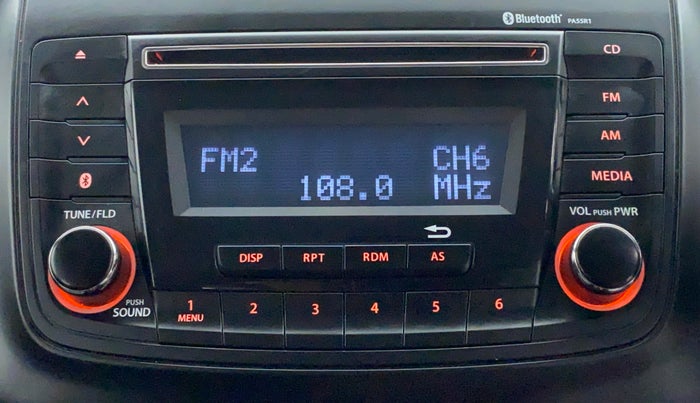 Bluetooth® PA55R1
CD
FM
AM
MEDIA
FM2 CH6
108.0 MHz
TUNE/FLD
VOL PUSH PWR
DISP RPT RDM AS
PUSH
SOUND
1 2 3 4 5 6
MENU